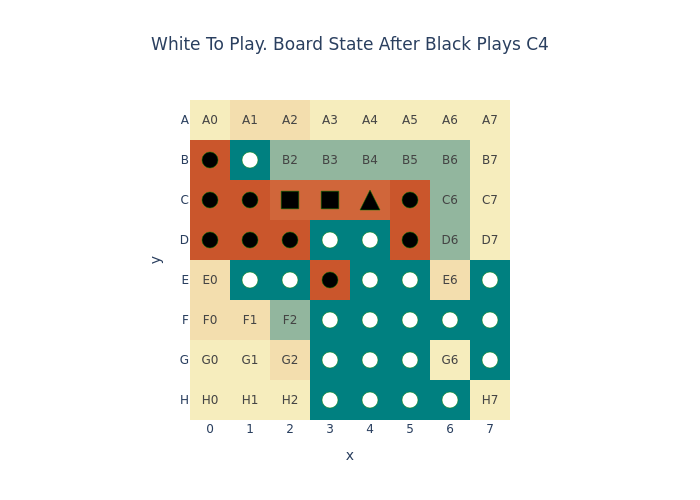 White To Play. Board State After Black Plays C4
A A0 A1 A2 A3 A4 A5 A6 A7
B B2 B3 B4 B5 B6 B7
C C6 C7
D D6 D7
E E0 E6
F F0 F1 F2
G G0 G1 G2 G6
H H0 H1 H2 H7
0 1 2 3 4 5 6 7
x
y